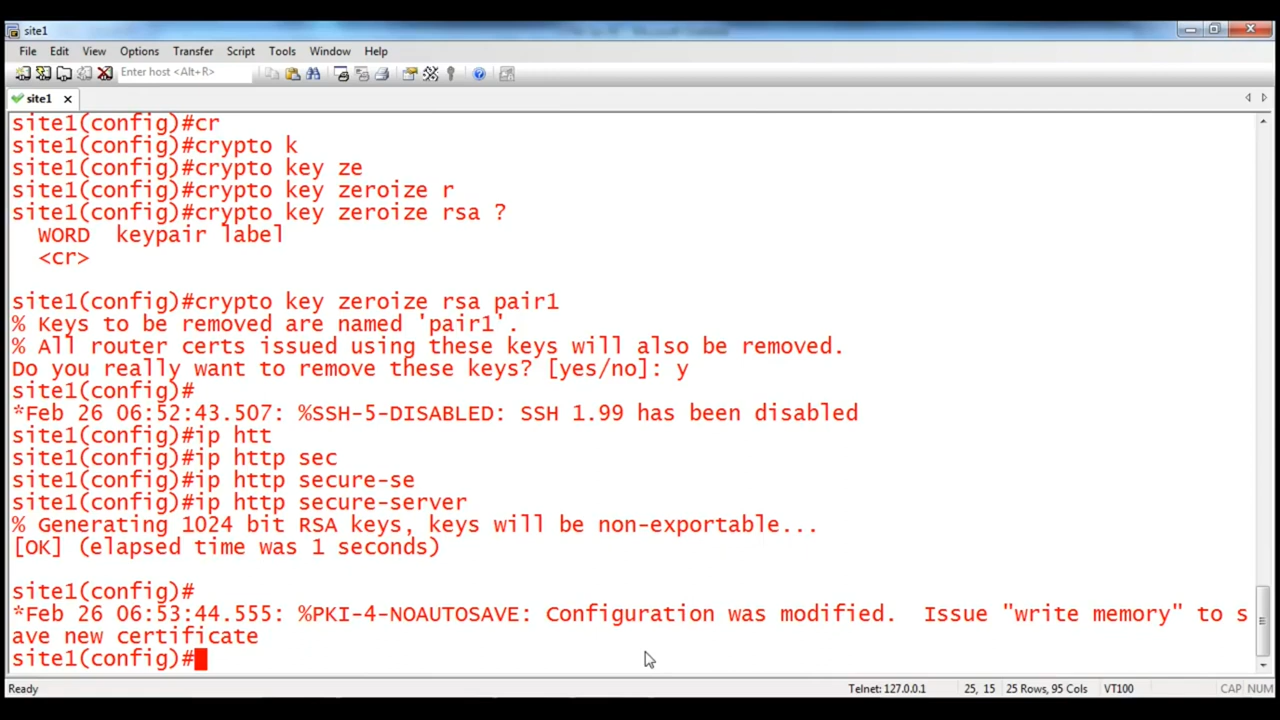 site1
File Edit View Options Transfer Script Tools Window Help
Enter host <Alt+R>
site1
site1(config)#cr
site1(config)#crypto k
site1(config)#crypto key ze
site1(config)#crypto key zeroize r
site1(config)#crypto key zeroize rsa ?
WORD  keypair label
<cr>
site1(config)#crypto key zeroize rsa pair1
% Keys to be removed are named 'pair1'.
% All router certs issued using these keys will also be removed.
Do you really want to remove these keys? [yes/no]: y
site1(config)#
*Feb 26 06:52:43.507: %SSH-5-DISABLED: SSH 1.99 has been disabled
site1(config)#ip htt
site1(config)#ip http sec
site1(config)#ip http secure-se
site1(config)#ip http secure-server
% Generating 1024 bit RSA keys, keys will be non-exportable...
[OK] (elapsed time was 1 seconds)
site1(config)#
*Feb 26 06:53:44.555: %PKI-4-NOAUTOSAVE: Configuration was modified.  Issue "write memory" to s
ave new certificate
site1(config)#
Ready Telnet: 127.0.0.1 25, 15 25 Rows, 95 Cols VT100 CAP NUM